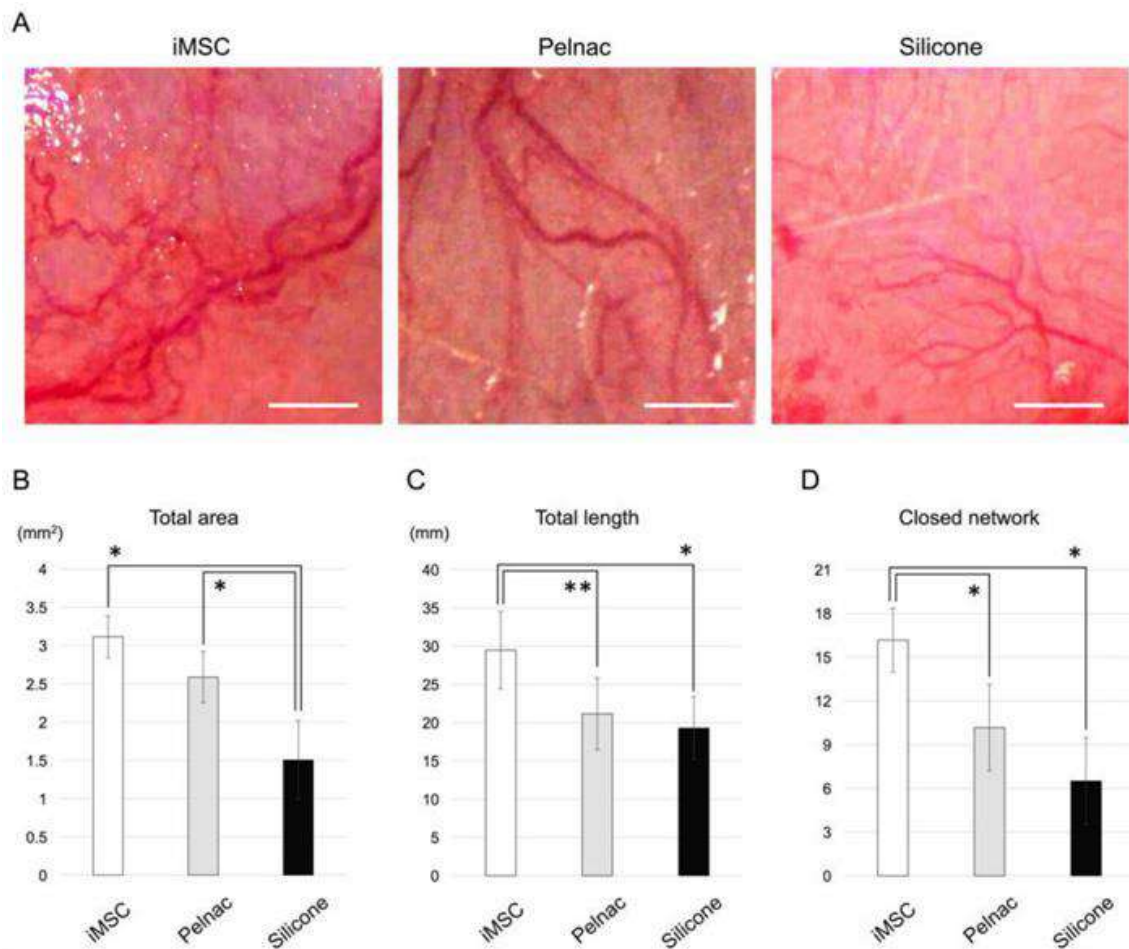 A
iMSC Pelnac Silicone
B C D
Total area Total length Closed network
(mm²) (mm)
* * *
* ** *
4 40 21
3.5 35 18
3 30 15
2.5 25 12
2 20 9
1.5 15 6
1 10 3
0.5 5 0
0 0
iMSC Pelnac Silicone iMSC Pelnac Silicone iMSC Pelnac Silicone